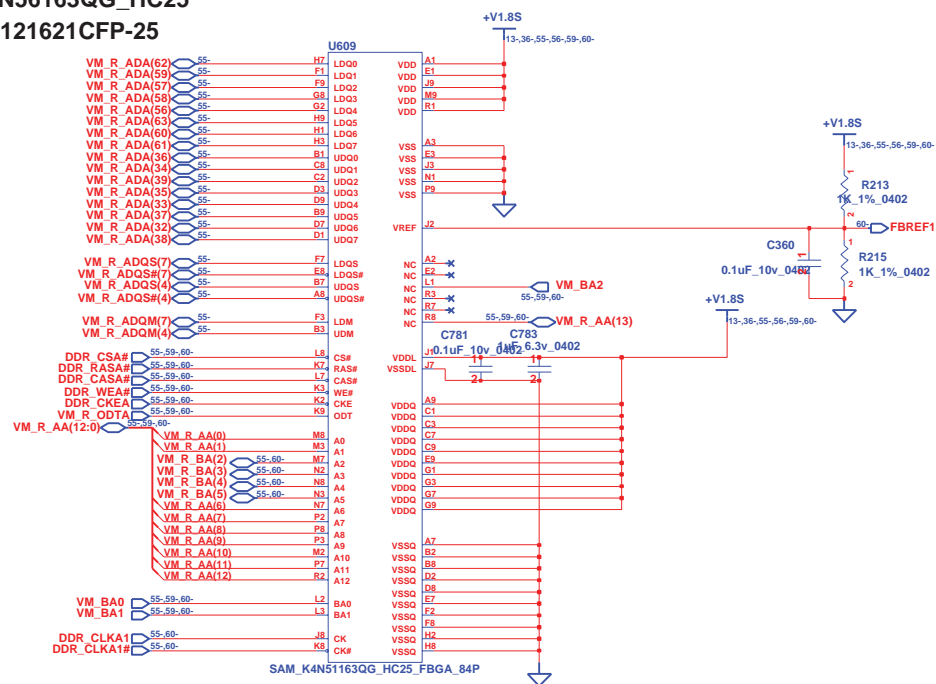 N56163QG_HC25
121621CFP-25
U609
+V1.8S
13-,36-,55-,56-,59-,60-
VM_R_ADA(62) 55- H7 LDQ0
VM_R_ADA(59) 55- F1 LDQ1
VM_R_ADA(57) 55- F9 LDQ2
VM_R_ADA(58) 55- G8 LDQ3
VM_R_ADA(56) 55- G2 LDQ4
VM_R_ADA(63) 55- H9 LDQ5
VM_R_ADA(60) 55- H1 LDQ6
VM_R_ADA(61) 55- H3 LDQ7
VM_R_ADA(36) 55- B1 UDQ0
VM_R_ADA(34) 55- C8 UDQ1
VM_R_ADA(39) 55- C2 UDQ2
VM_R_ADA(35) 55- D3 UDQ3
VM_R_ADA(33) 55- D9 UDQ4
VM_R_ADA(37) 55- B9 UDQ5
VM_R_ADA(32) 55- D7 UDQ6
VM_R_ADA(38) 55- D1 UDQ7
VM_R_ADQS(7) 55- F7 LDQS
VM_R_ADQS#(7) 55- E8 LDQS#
VM_R_ADQS(4) 55- B7 UDQS
VM_R_ADQS#(4) 55- A8 UDQS#
VM_R_ADQM(7) 55- F3 LDM
VM_R_ADQM(4) 55- B3 UDM
DDR_CSA# 55-,59-,60- L8 CS#
DDR_RASA# 55-,59-,60- K7 RAS#
DDR_CASA# 55-,59-,60- L7 CAS#
DDR_WEA# 55-,59-,60- K3 WE#
DDR_CKEA 55-,59-,60- K2 CKE
VM_R_ODTA 55-,59-,60- K9 ODT
VM_R_AA(12:0) 55-,59-,60-
VM_R_AA(0) M8 A0
VM_R_AA(1) M3 A1
VM_R_BA(2) 55-,60- M7 A2
VM_R_BA(3) 55-,60- N2 A3
VM_R_BA(4) 55-,60- N8 A4
VM_R_BA(5) 55-,60- N3 A5
VM_R_AA(6) N7 A6
VM_R_AA(7) P2 A7
VM_R_AA(8) P8 A8
VM_R_AA(9) P3 A9
VM_R_AA(10) M2 A10
VM_R_AA(11) P7 A11
VM_R_AA(12) R2 A12
VM_BA0 55-,59-,60- L2 BA0
VM_BA1 55-,59-,60- L3 BA1
DDR_CLKA1 55-,60- J8 CK
DDR_CLKA1# 55-,60- K8 CK#
VDD A1
VDD E1
VDD J9
VDD M9
VDD R1
VSS A3
VSS E3
VSS J3
VSS N1
VSS P9
VREF J2
NC A2
NC E2
NC L1 VM_BA2
55-,59-,60-
NC R3
NC R7
NC R8 55-,59-,60- VM_R_AA(13)
VDDL J1
VSSDL J7
C781
0.1uF_10v_0402
1
2
C783
1uF_6.3v_0402
1
2
VDDQ A9
VDDQ C1
VDDQ C3
VDDQ C7
VDDQ C9
VDDQ E9
VDDQ G1
VDDQ G3
VDDQ G7
VDDQ G9
VSSQ A7
VSSQ B2
VSSQ B8
VSSQ D2
VSSQ D8
VSSQ E7
VSSQ F2
VSSQ F8
VSSQ H2
VSSQ H8
SAM_K4N51163QG_HC25_FBGA_84P
+V1.8S
13-,36-,55-,56-,59-,60-
1
R213
1K_1%_0402
2
60- FBREF1
C360
0.1uF_10v_0402
1
R215
1K_1%_0402
2
+V1.8S
13-,36-,55-,56-,59-,60-